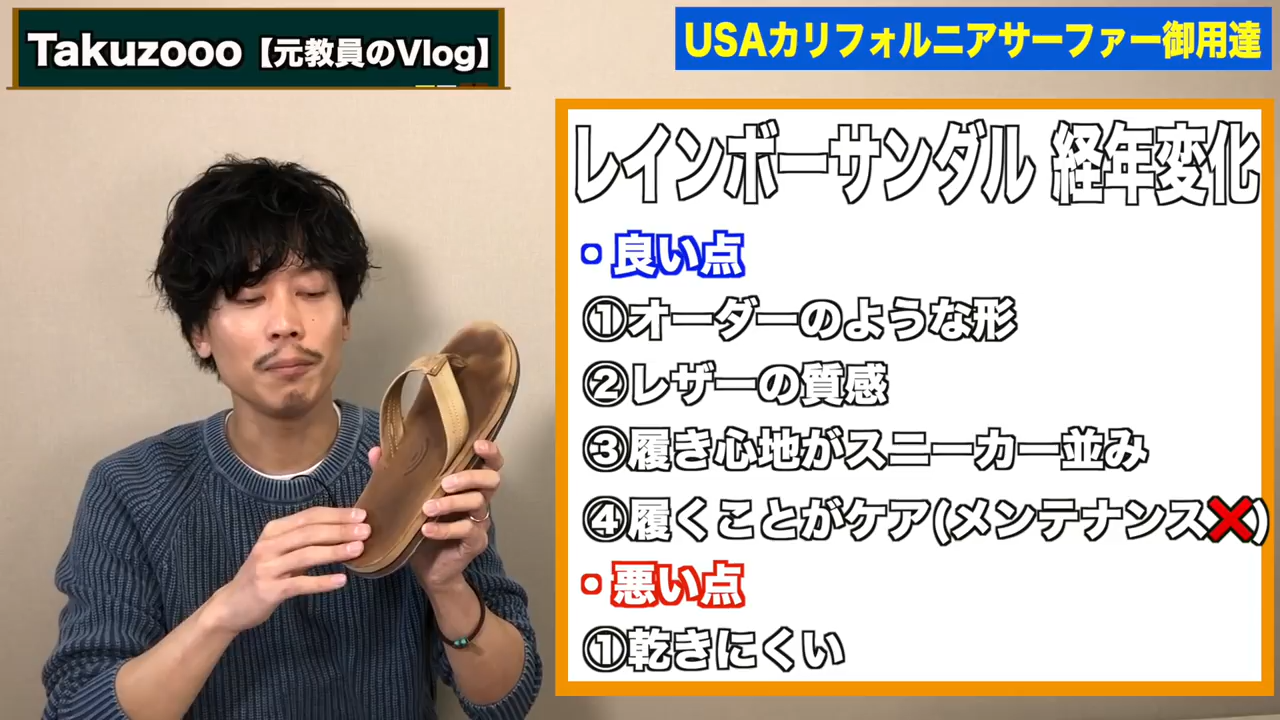 Takuzooo【元教員のVlog】
USAカリフォルニアサーファー御用達
レインボーサンダル 経年変化
・良い点
①オーダーのような形
②レザーの質感
③履き心地がスニーカー並み
④履くことがケア(メンテナンス❌)
・悪い点
①乾きにくい